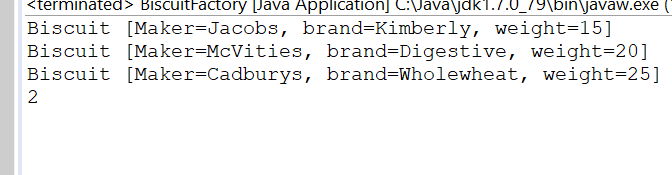 <terminated> BiscuitFactory [Java Application] C:\Java\jdk1.7.0_79\bin\javaw.exe (
Biscuit [Maker=Jacobs, brand=Kimberly, weight=15]
Biscuit [Maker=McVities, brand=Digestive, weight=20]
Biscuit [Maker=Cadburys, brand=Wholewheat, weight=25]
2